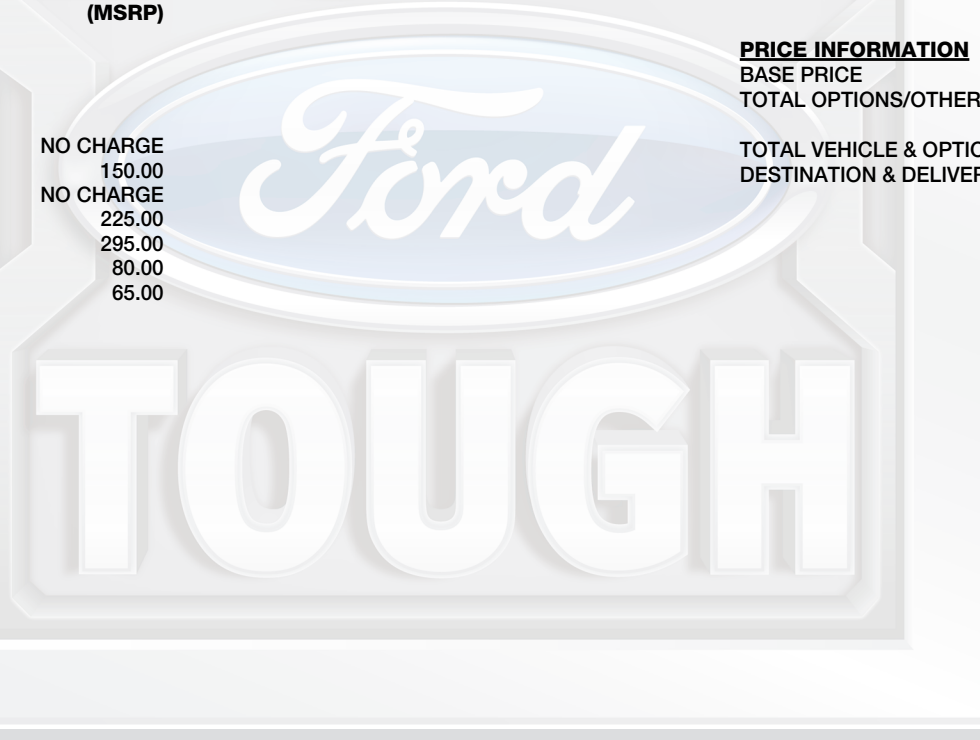 (MSRP)
NO CHARGE
150.00
NO CHARGE
225.00
295.00
80.00
65.00
PRICE INFORMATION
BASE PRICE
TOTAL OPTIONS/OTHER
TOTAL VEHICLE & OPTIO
DESTINATION & DELIVER
Ford
TOUGH